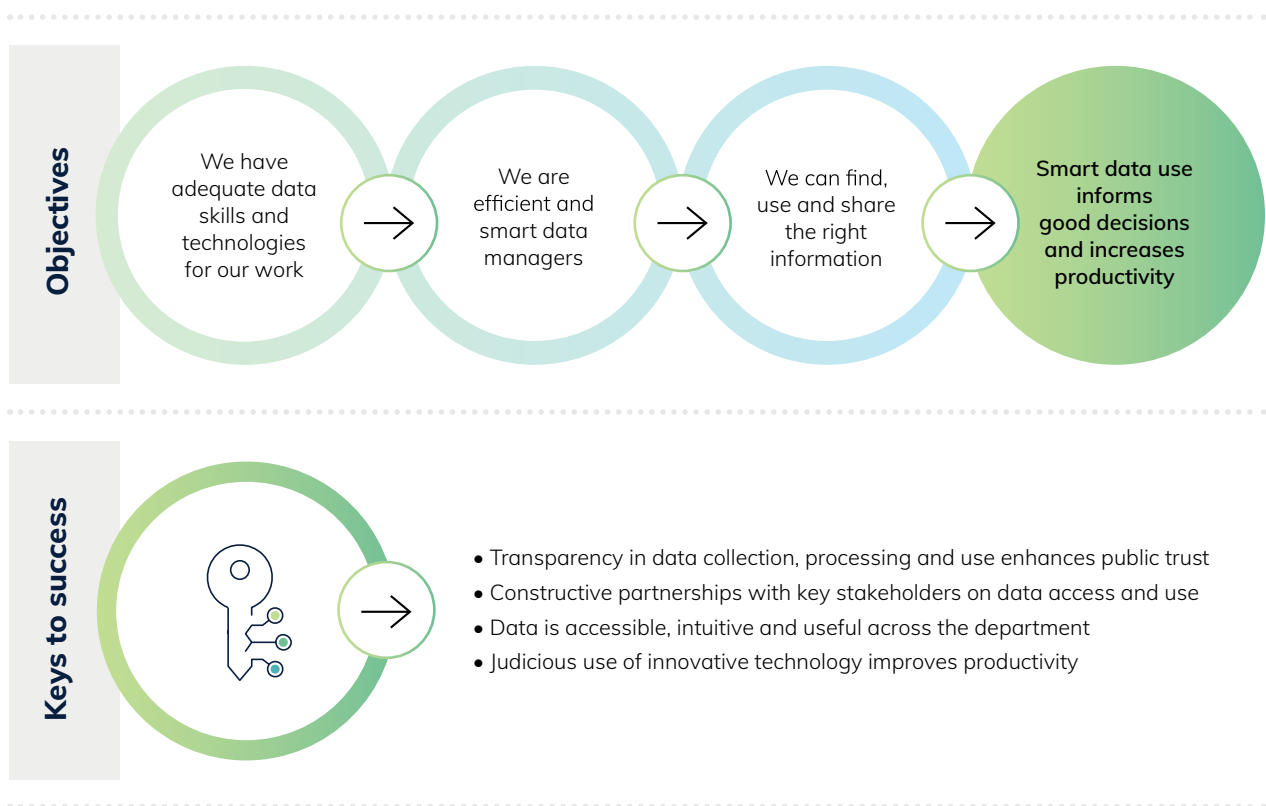 Objectives
We have
adequate data
skills and
technologies
for our work
We are
efficient and
smart data
managers
We can find,
use and share
the right
information
Smart data use
informs
good decisions
and increases
productivity
Keys to success
• Transparency in data collection, processing and use enhances public trust
• Constructive partnerships with key stakeholders on data access and use
• Data is accessible, intuitive and useful across the department
• Judicious use of innovative technology improves productivity